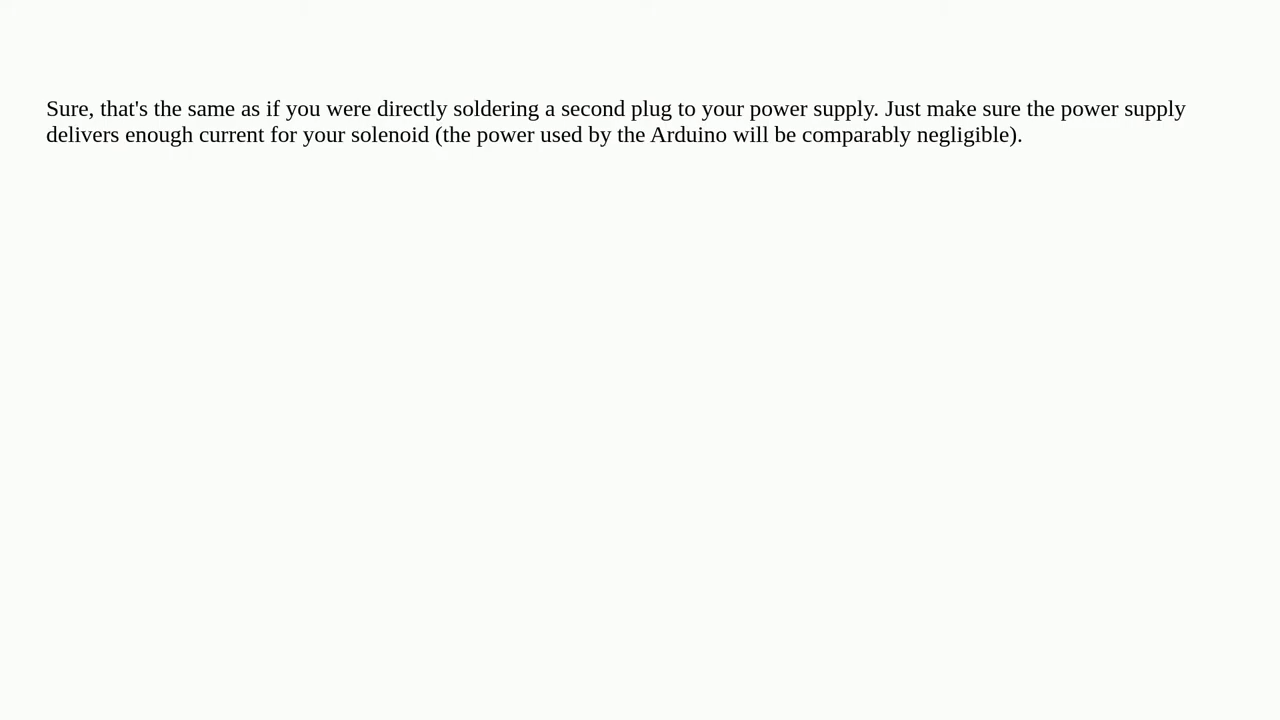 Sure, that's the same as if you were directly soldering a second plug to your power supply. Just make sure the power supply
delivers enough current for your solenoid (the power used by the Arduino will be comparably negligible).